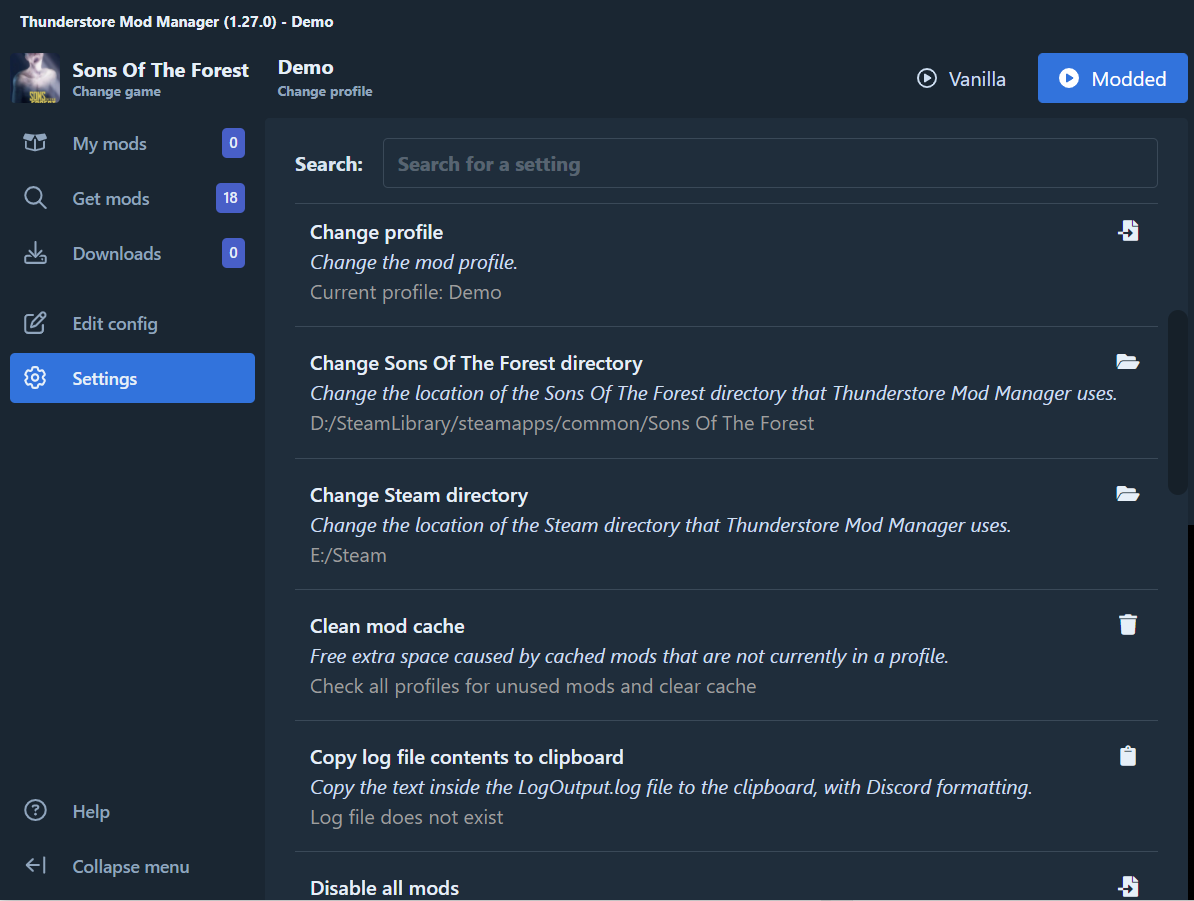 Thunderstore Mod Manager (1.27.0) - Demo
Sons Of The Forest
Change game
Demo
Change profile
Vanilla
Modded
My mods 0
Get mods 18
Downloads 0
Edit config
Settings
Help
Collapse menu
Search: Search for a setting
Change profile
Change the mod profile.
Current profile: Demo
Change Sons Of The Forest directory
Change the location of the Sons Of The Forest directory that Thunderstore Mod Manager uses.
D:/SteamLibrary/steamapps/common/Sons Of The Forest
Change Steam directory
Change the location of the Steam directory that Thunderstore Mod Manager uses.
E:/Steam
Clean mod cache
Free extra space caused by cached mods that are not currently in a profile.
Check all profiles for unused mods and clear cache
Copy log file contents to clipboard
Copy the text inside the LogOutput.log file to the clipboard, with Discord formatting.
Log file does not exist
Disable all mods